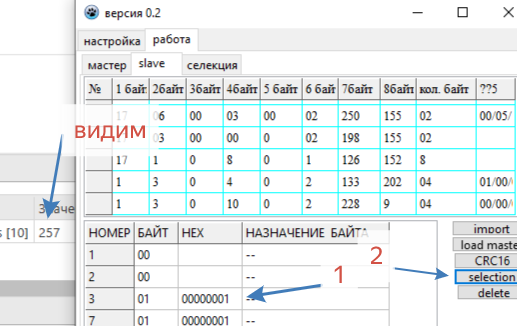 версия 0.2
настройка работа
мастер slave селекция
№ 1 байт 2байт 3байт 4байт 5 байт 6 байт 7байт 8байт кол. байт ??5
17 06 00 03 00 02 250 155 02 00/05/
03 00 00 0 02 198 155 02
17 1 0 8 0 1 126 152 8
1 3 0 4 0 2 133 202 04 01/00/
1 3 0 10 0 2 228 9 04 00/00/
видим
Значе
s [10] 257
НОМЕР БАЙТ HEX НАЗНАЧЕНИЕ БАЙТА
1 00 --
2 00 --
3 01 00000001 --
7 01 00000001 --
1
2
import
load maste
CRC16
selection
delete